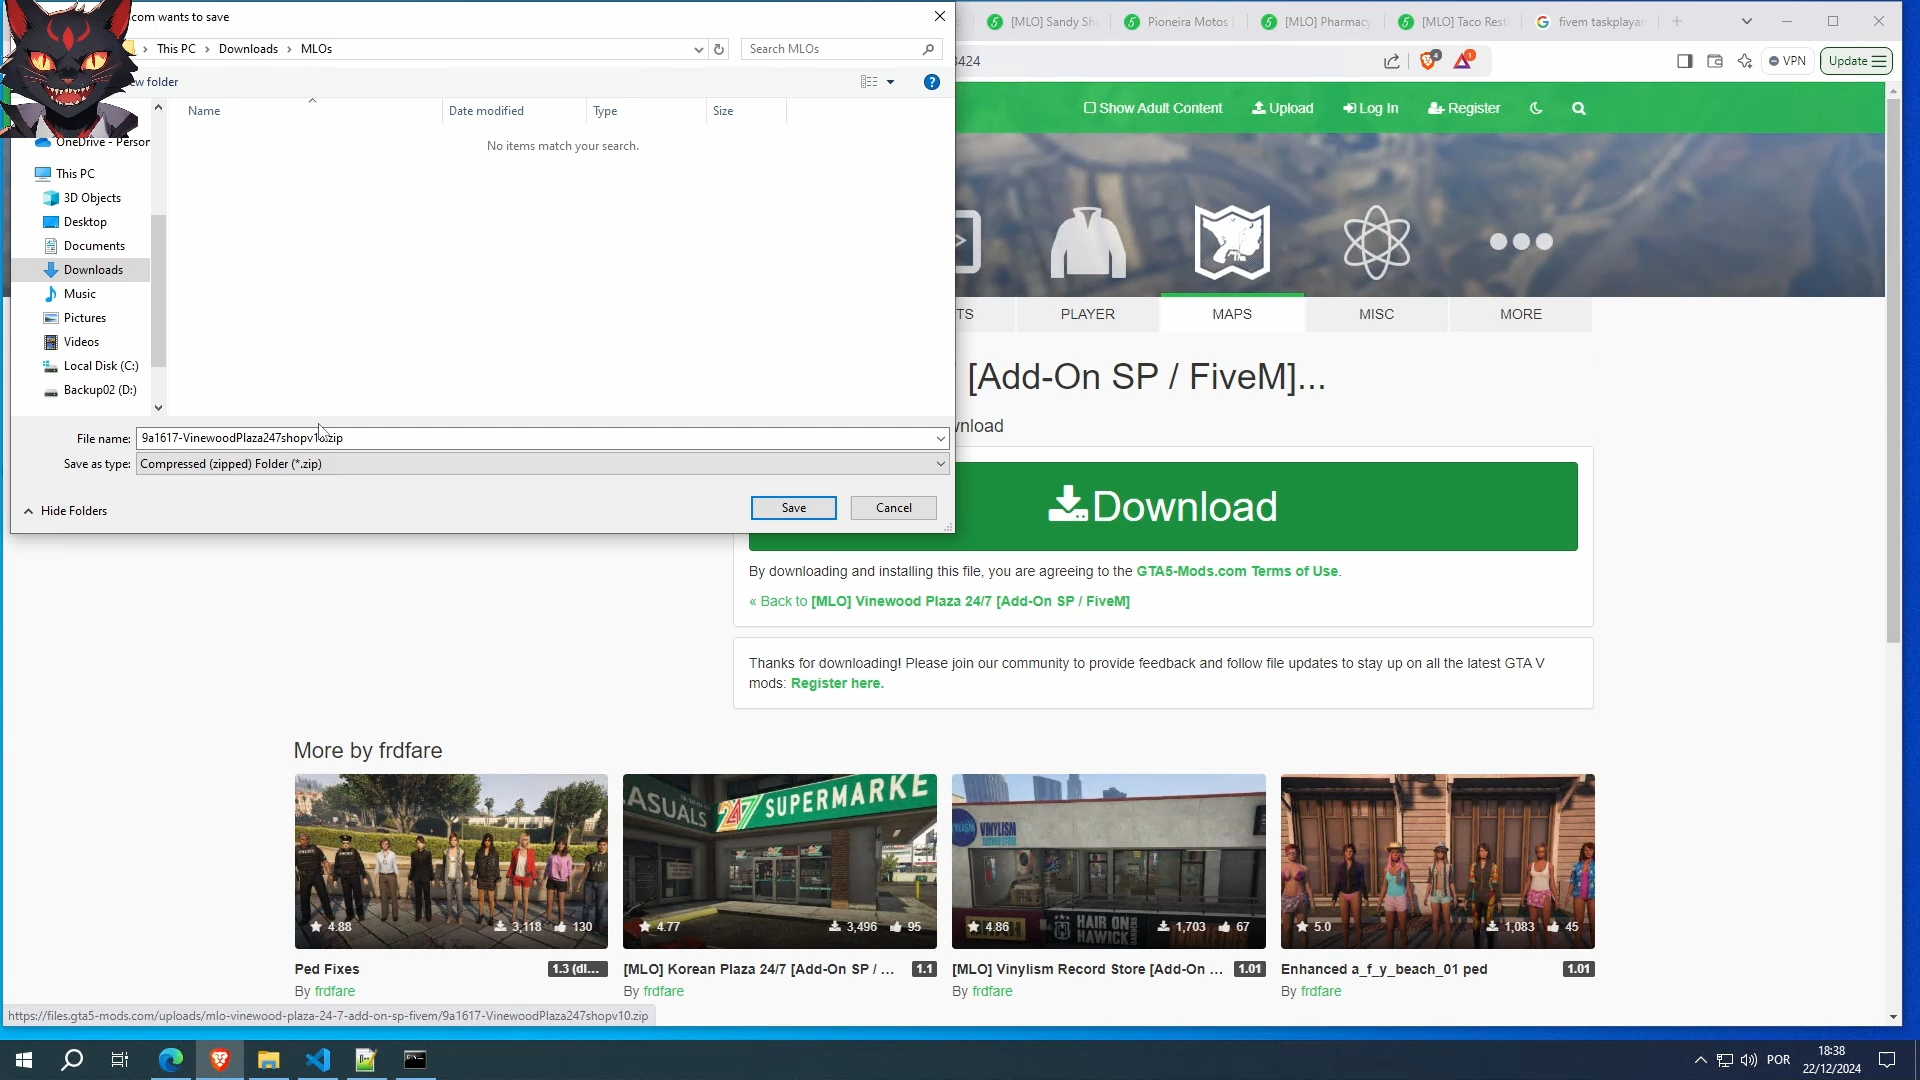 com wants to save
This PC > Downloads > MLOs
Search MLOs
ew folder
Name
Date modified
Type
Size
No items match your search.
OneDrive - Person
This PC
3D Objects
Desktop
Documents
Downloads
Music
Pictures
Videos
Local Disk (C:)
Backup02 (D:)
File name: 9a1617-VinewoodPlaza247shopv10.zip
Save as type: Compressed (zipped) Folder (*.zip)
Hide Folders
Save
Cancel
[MLO] Sandy Sh
Pioneira Motos
[MLO] Pharmacy
[MLO] Taco Rest
fivem taskplayan
3424
4
1
VPN
Update
Show Adult Content
Upload
Log In
Register
TS
PLAYER
MAPS
MISC
MORE
[Add-On SP / FiveM]...
wnload
Download
By downloading and installing this file, you are agreeing to the GTA5-Mods.com Terms of Use.
« Back to [MLO] Vinewood Plaza 24/7 [Add-On SP / FiveM]
Thanks for downloading! Please join our community to provide feedback and follow file updates to stay up on all the latest GTA V
mods: Register here.
More by frdfare
4.88
3,118
130
Ped Fixes
1.3 (dl...
By frdfare
ASUALS
24/7 SUPERMARKE
4.77
3,496
95
[MLO] Korean Plaza 24/7 [Add-On SP / ...
1.1
By frdfare
VINYLISM
HAIR ON
HAWICK
4.86
1,703
67
[MLO] Vinylism Record Store [Add-On ...
1.01
By frdfare
5.0
1,083
45
Enhanced a_f_y_beach_01 ped
1.01
By frdfare
https://files.gta5-mods.com/uploads/mlo-vinewood-plaza-24-7-add-on-sp-fivem/9a1617-VinewoodPlaza247shopv10.zip
POR
18:38
22/12/2024